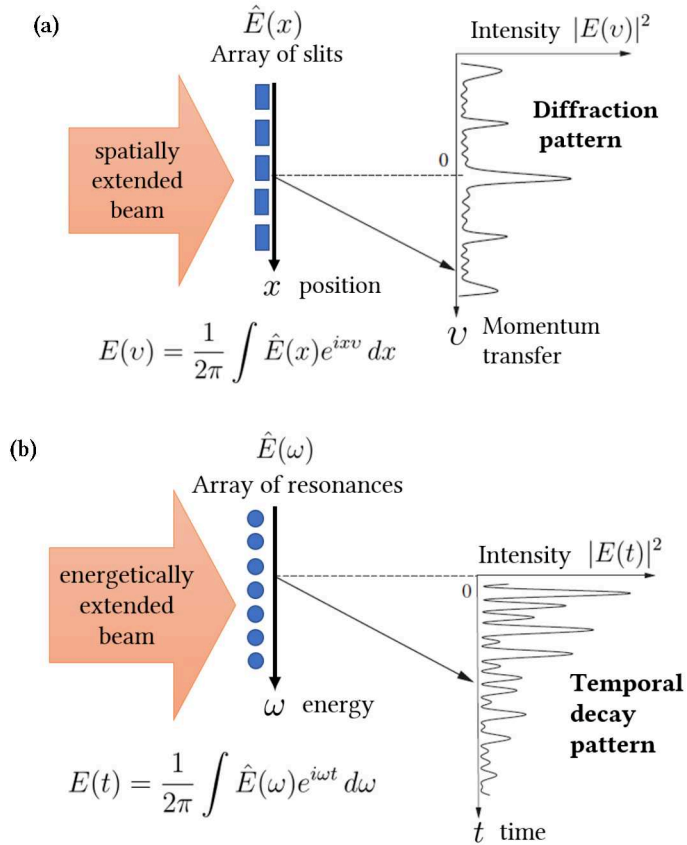 (a)
Ê(x)
Array of slits
Intensity |E(υ)|²
spatially
extended
beam
0
Diffraction
pattern
x position
υ Momentum
transfer
E(υ) = 1/2π ∫ Ê(x)e^{ixυ} dx
(b)
Ê(ω)
Array of resonances
Intensity |E(t)|²
energetically
extended
beam
0
Temporal
decay
pattern
ω energy
E(t) = 1/2π ∫ Ê(ω)e^{iωt} dω
t time